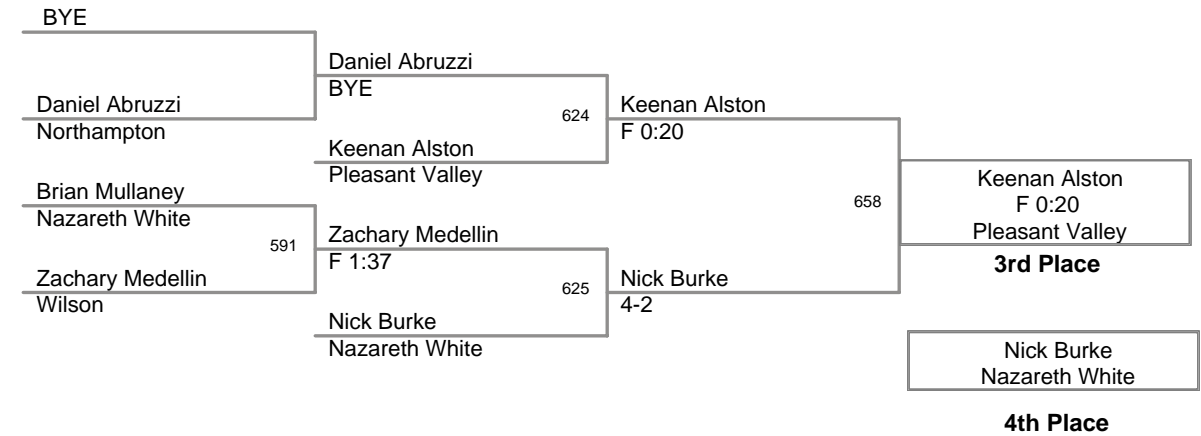 BYE
Daniel Abruzzi
Northampton
Brian Mullaney
Nazareth White
591
Zachary Medellin
Wilson
Daniel Abruzzi
BYE
624
Keenan Alston
Pleasant Valley
Zachary Medellin
F 1:37
625
Nick Burke
Nazareth White
Keenan Alston
F 0:20
658
Nick Burke
4-2
Keenan Alston
F 0:20
Pleasant Valley
3rd Place
Nick Burke
Nazareth White
4th Place